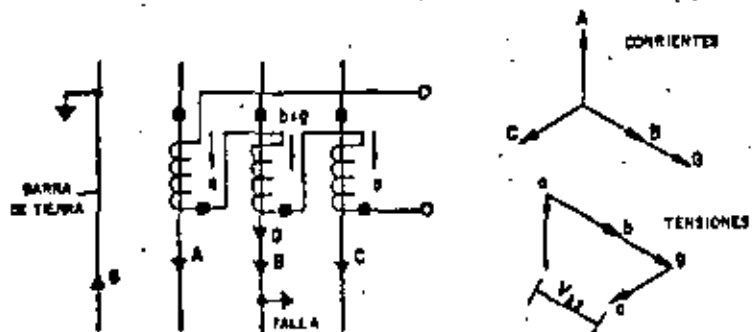 A
CORRIENTES
B
C
G
b+g
a
BARRA
DE TIERRA
G
A
G
B
C
FALLA
a
b
TENSIONES
g
c